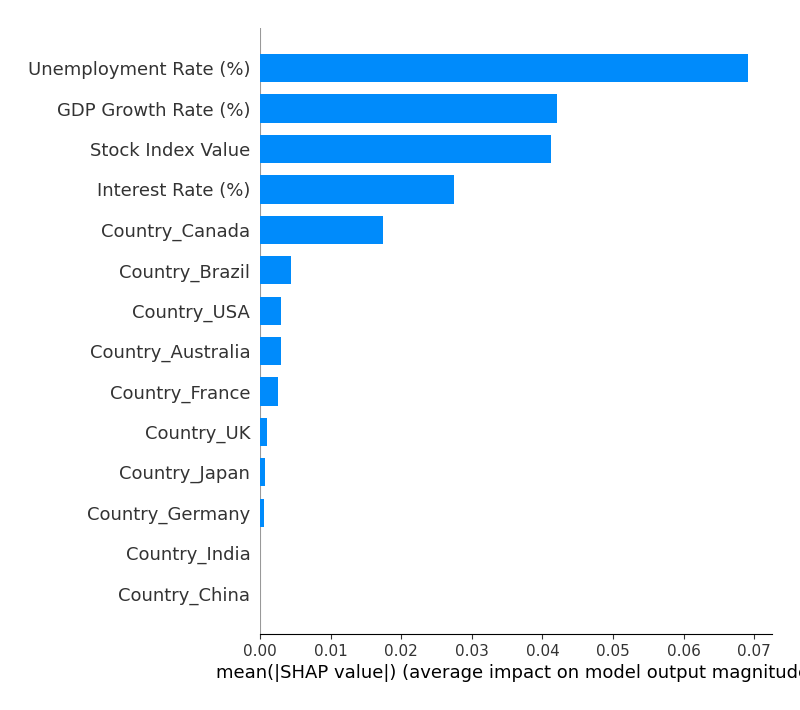 Unemployment Rate (%)
GDP Growth Rate (%)
Stock Index Value
Interest Rate (%)
Country_Canada
Country_Brazil
Country_USA
Country_Australia
Country_France
Country_UK
Country_Japan
Country_Germany
Country_India
Country_China
0.00 0.01 0.02 0.03 0.04 0.05 0.06 0.07
mean(|SHAP value|) (average impact on model output magnitude